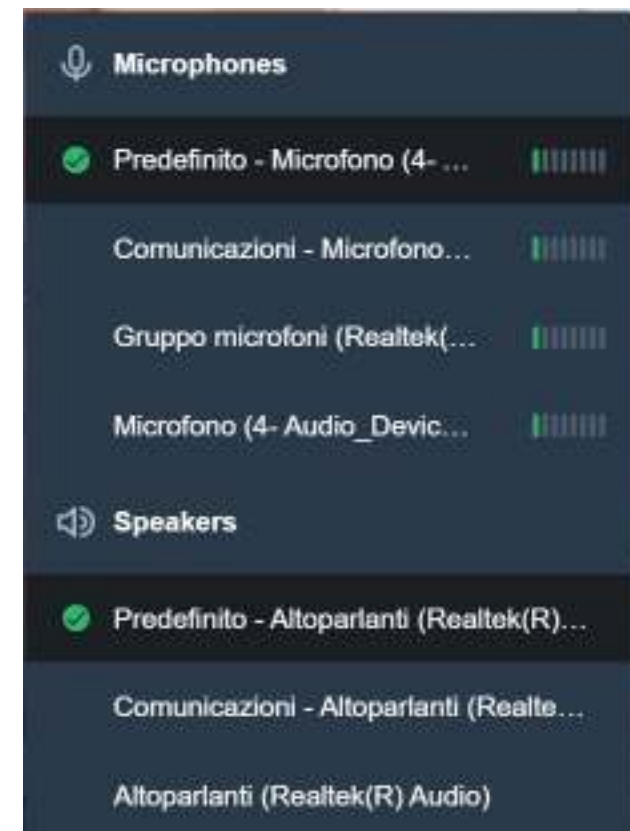 Microphones
Predefinito - Microfono (4- ...
Comunicazioni - Microfono...
Gruppo microfoni (Realtek(...
Microfono (4- Audio_Devic...
Speakers
Predefinito - Altoparlanti (Realtek(R)...
Comunicazioni - Altoparlanti (Realte...
Altoparlanti (Realtek(R) Audio)